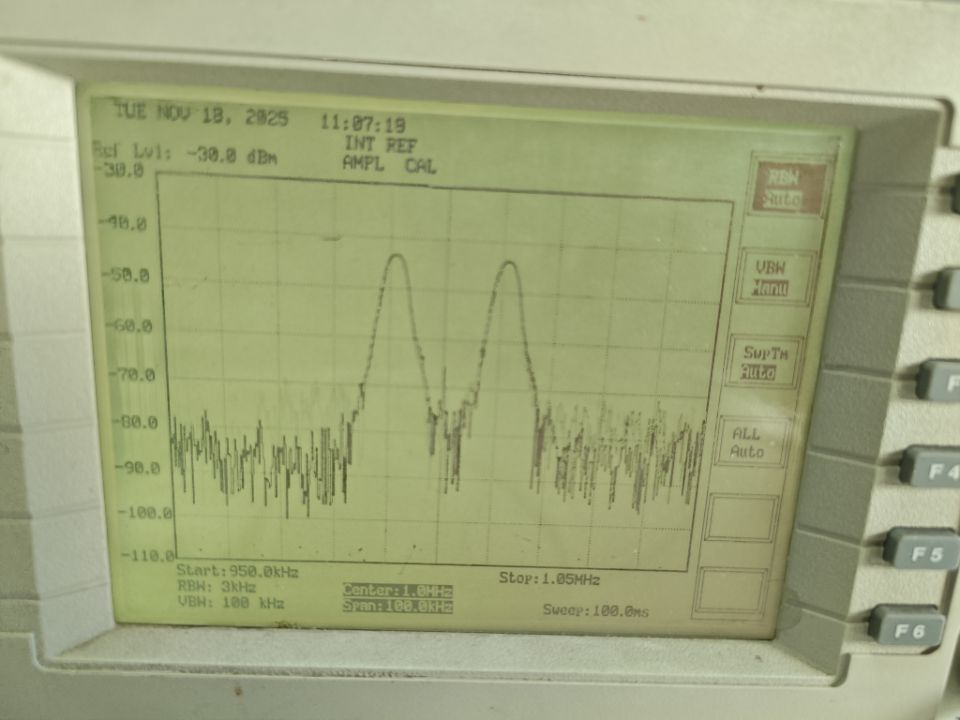 TUE NOV 18, 2025 11:07:19
INT REF
Ref Lvl: -30.0 dBm
AMPL CAL
-30.0
-40.0
-50.0
-60.0
-70.0
-80.0
-90.0
-100.0
-110.0
Start:950.0kHz
Stop:1.05MHz
RBW: 3kHz
Center:1.0MHz
VBW: 100 kHz
Span:100.0kHz
Sweep:100.0ms
RBW
Auto
VBW
Manu
SwpTm
Auto
ALL
Auto
F
F4
F5
F6